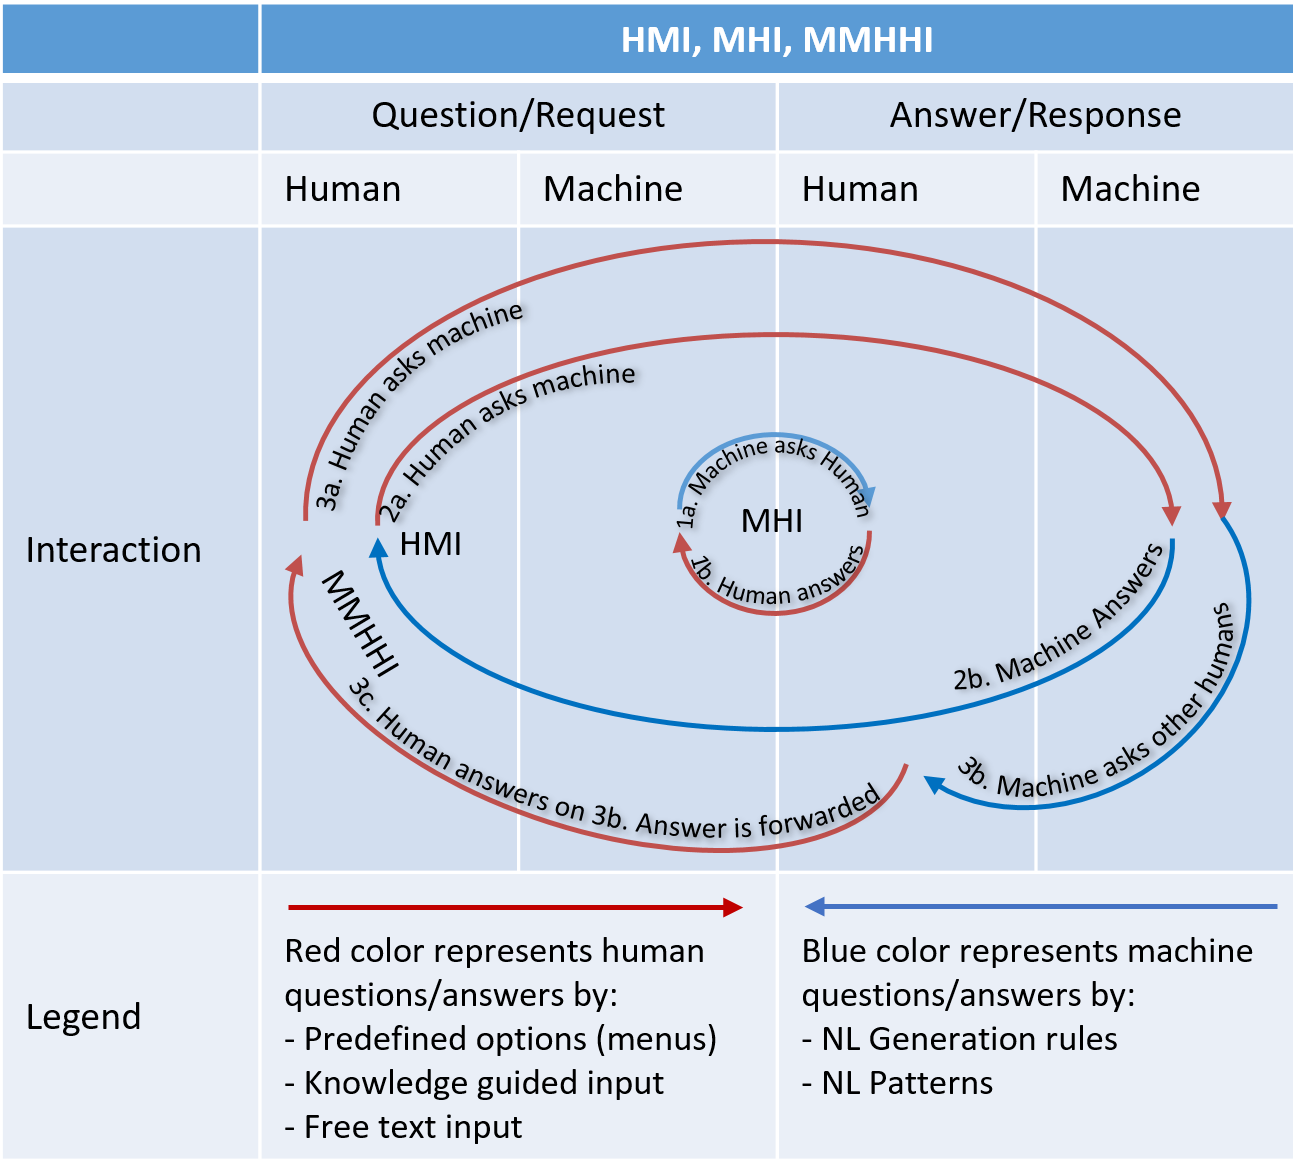 HMI, MHI, MMHHI
Question/Request
Answer/Response
Human
Machine
Human
Machine
Interaction
3a. Human asks machine
2a. Human asks machine
1a. Machine asks Human
MHI
1b. Human answers
HMI
MMHHI
2b. Machine Answers
3b. Machine asks other humans
3c. Human answers on 3b. Answer is forwarded
Legend
Red color represents human
questions/answers by:
- Predefined options (menus)
- Knowledge guided input
- Free text input
Blue color represents machine
questions/answers by:
- NL Generation rules
- NL Patterns